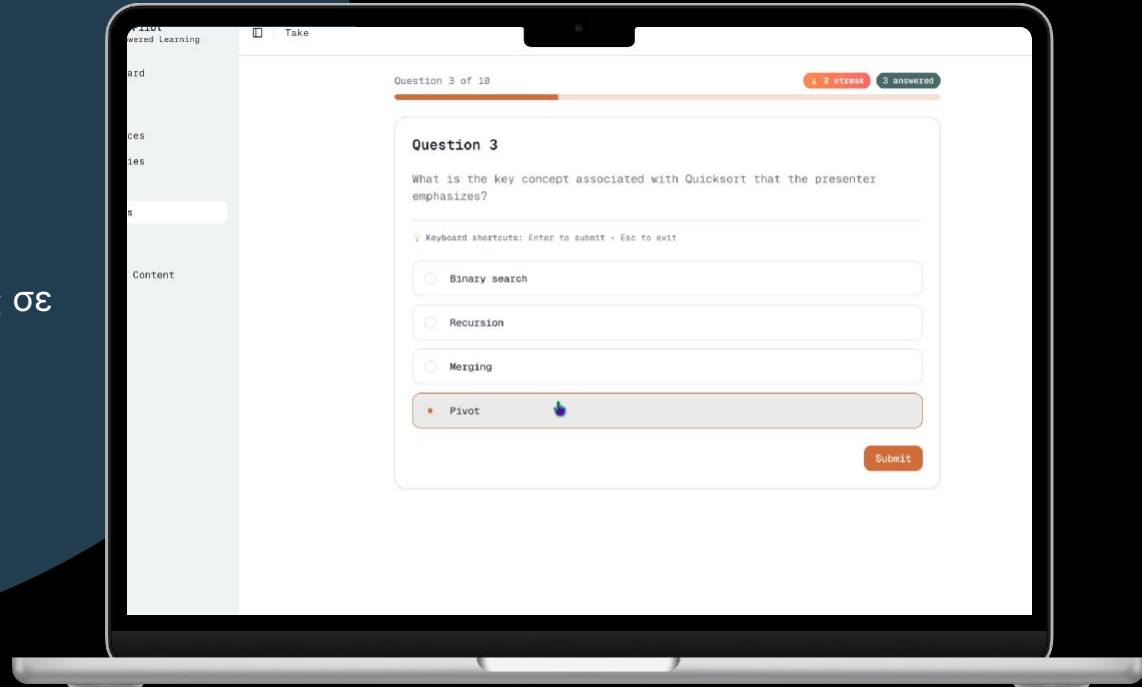 wered Learning
Take
ard
Question 3 of 10
2 streak
3 answered
ces
ies
s
Content
Question 3
What is the key concept associated with Quicksort that the presenter
emphasizes?
Keyboard shortcuts: Enter to submit • Esc to exit
Binary search
Recursion
Merging
Pivot
Submit
σε